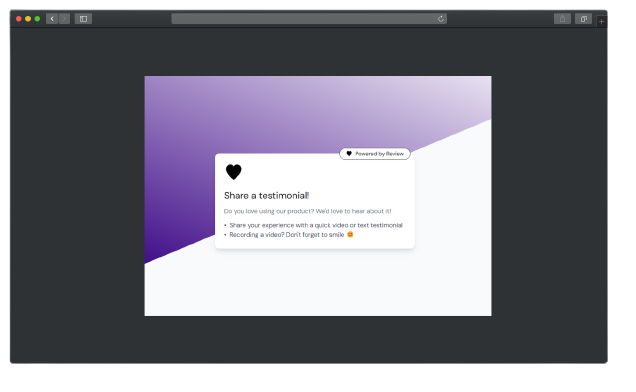 Powered by Review
Share a testimonial!
Do you love using our product? We'd love to hear about it!
• Share your experience with a quick video or text testimonial
• Recording a video? Don't forget to smile 😊